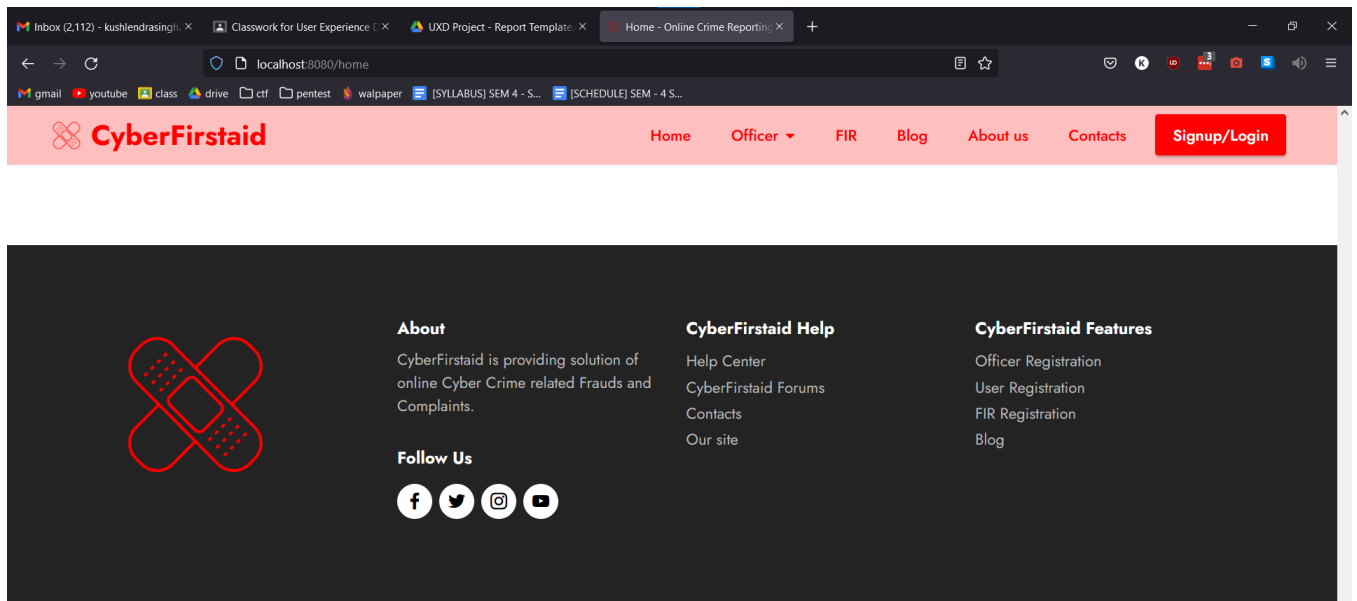 Inbox (2,112) - kushlendrasingh
Classwork for User Experience D
UXD Project - Report Template
Home - Online Crime Reporting
localhost:8080/home
3
gmail youtube class drive ctf pentest walpaper [SYLLABUS] SEM 4 - S... [SCHEDULE] SEM - 4 S...
CyberFirstaid
Home Officer FIR Blog About us Contacts Signup/Login
About
CyberFirstaid is providing solution of
online Cyber Crime related Frauds and
Complaints.
Follow Us
CyberFirstaid Help
Help Center
CyberFirstaid Forums
Contacts
Our site
CyberFirstaid Features
Officer Registration
User Registration
FIR Registration
Blog